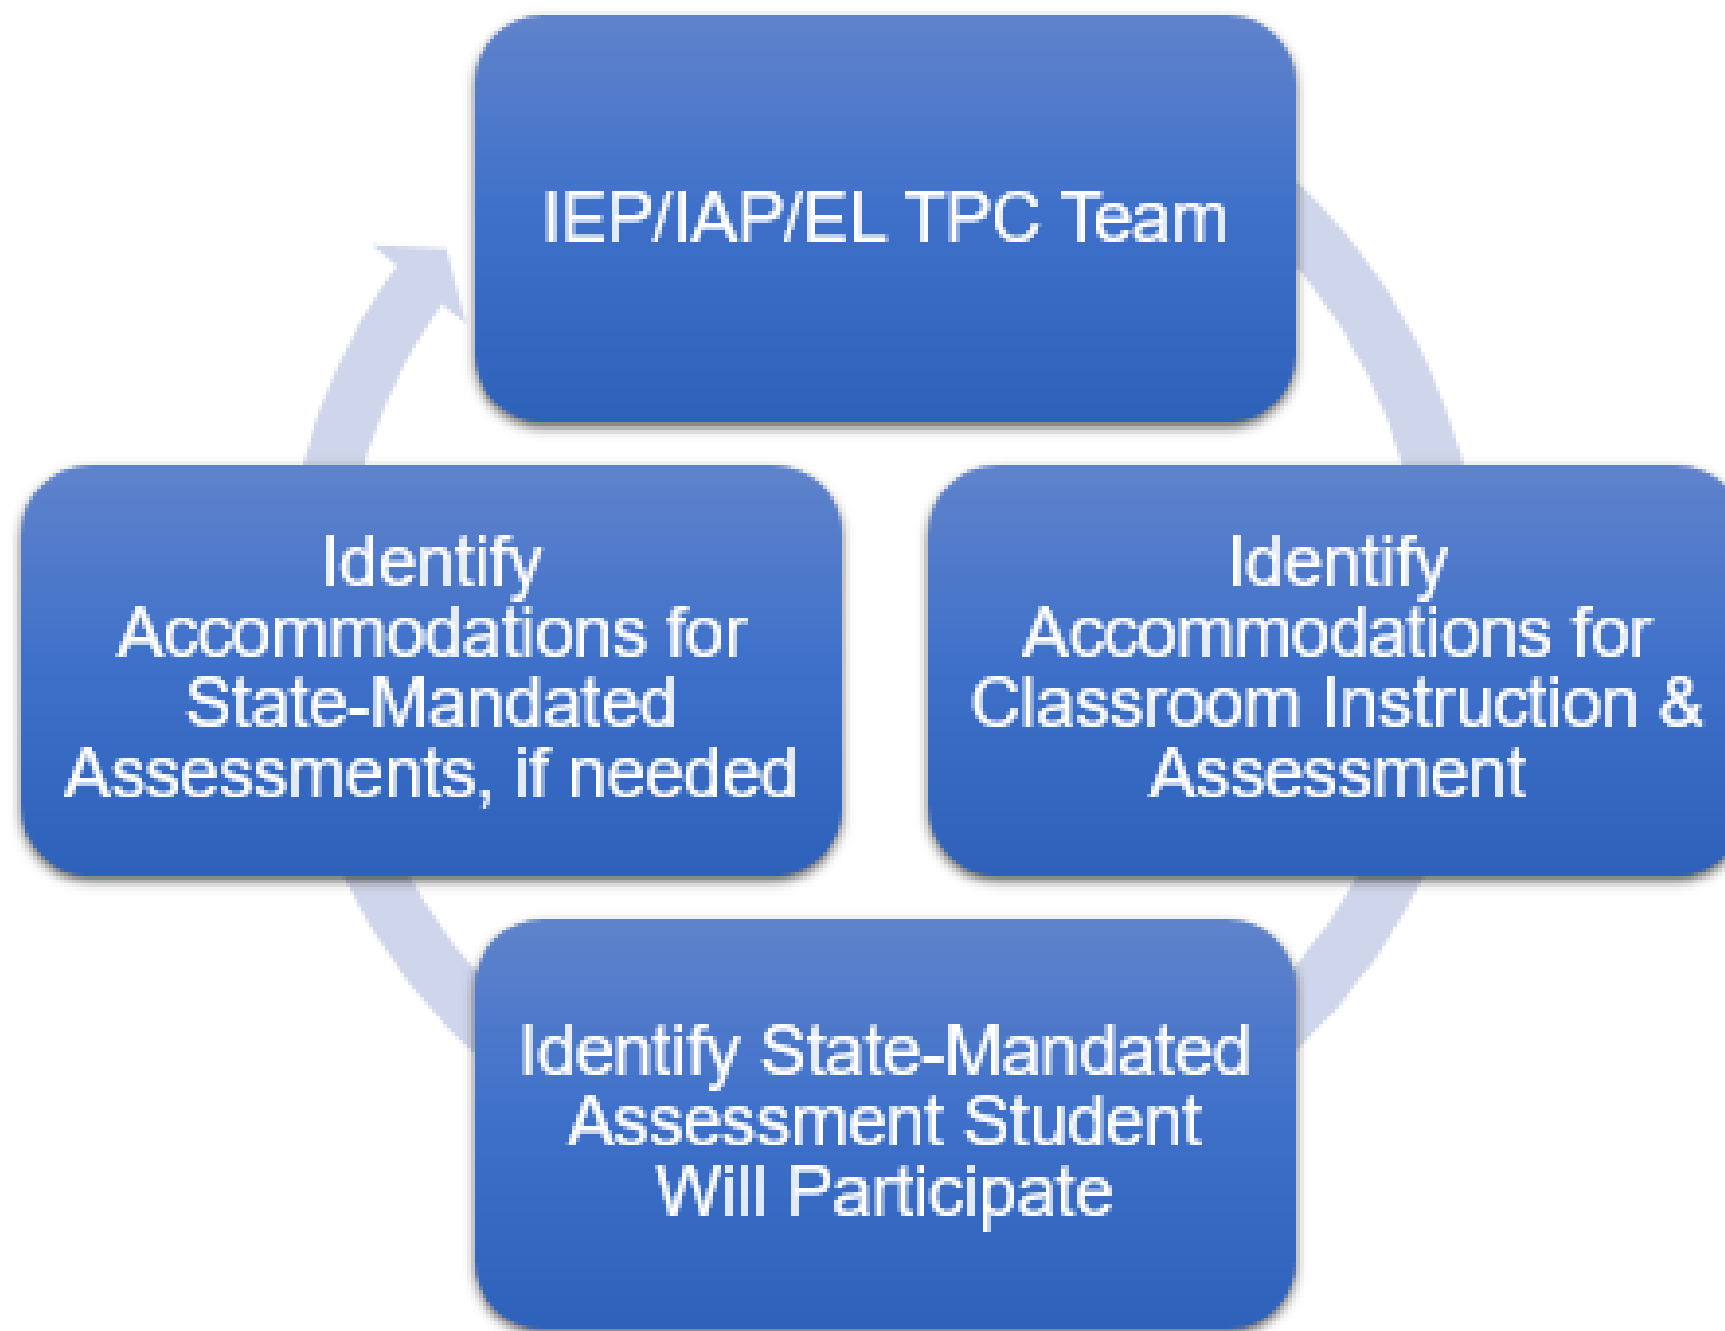 IEP/IAP/EL TPC Team
Identify
Accommodations for
Classroom Instruction &
Assessment
Identify State-Mandated
Assessment Student
Will Participate
Identify
Accommodations for
State-Mandated
Assessments, if needed